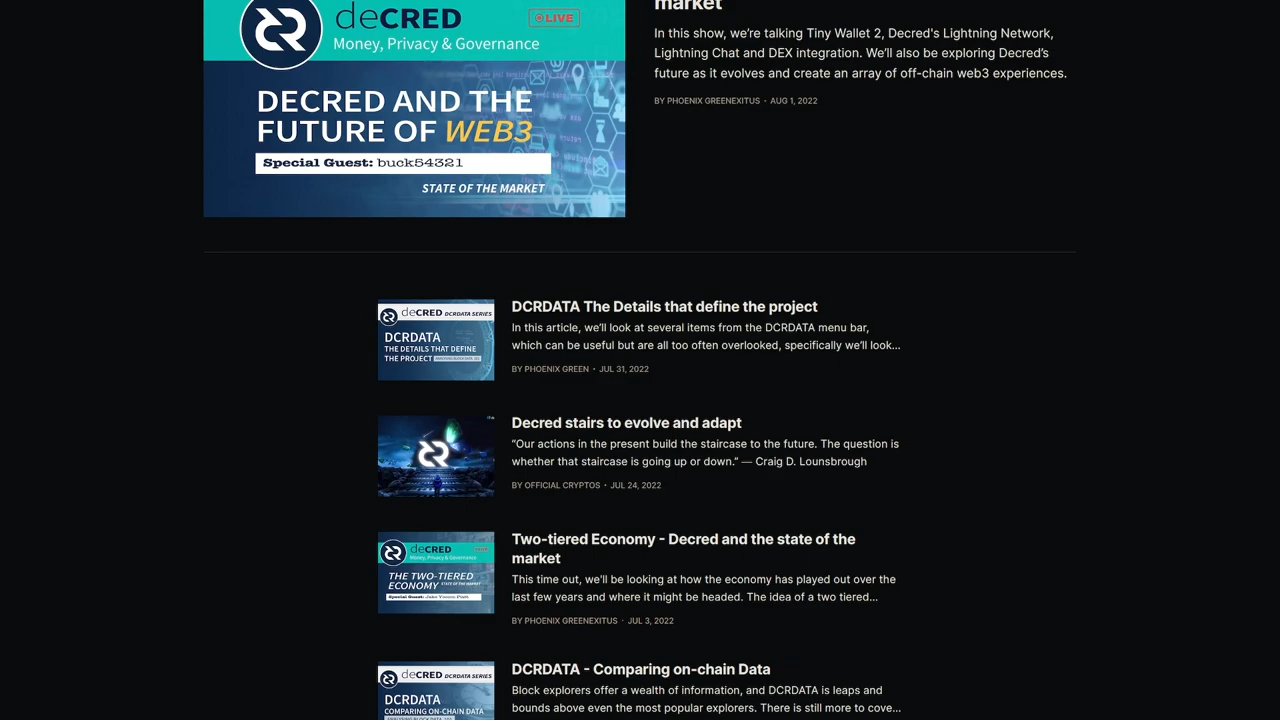 market
In this show, we're talking Tiny Wallet 2, Decred's Lightning Network,
Lightning Chat and DEX integration. We'll also be exploring Decred's
future as it evolves and create an array of off-chain web3 experiences.
BY PHOENIX GREENEXITUS • AUG 1, 2022
deCRED
LIVE
Money, Privacy & Governance
DECRED AND THE
FUTURE OF WEB3
Special Guest: buck54321
STATE OF THE MARKET
deCRED DCRDATA SERIES
DCRDATA
THE DETAILS THAT DEFINE
THE PROJECT
DCRDATA The Details that define the project
In this article, we'll look at several items from the DCRDATA menu bar,
which can be useful but are all too often overlooked, specifically we'll look...
BY PHOENIX GREEN • JUL 31, 2022
Decred stairs to evolve and adapt
“Our actions in the present build the staircase to the future. The question is
whether that staircase is going up or down.” — Craig D. Lounsbrough
BY OFFICIAL CRYPTOS • JUL 24, 2022
deCRED
Money, Privacy & Governance
THE TWO-TIERED
ECONOMY STATE OF THE MARKET
Special Guest: Jake Yocom-Piatt
Two-tiered Economy - Decred and the state of the
market
This time out, we'll be looking at how the economy has played out over the
last few years and where it might be headed. The idea of a two tiered...
BY PHOENIX GREENEXITUS • JUL 3, 2022
deCRED DCRDATA SERIES
DCRDATA
COMPARING ON-CHAIN DATA
DCRDATA - Comparing on-chain Data
Block explorers offer a wealth of information, and DCRDATA is leaps and
bounds above even the most popular explorers. There is still more to cove...